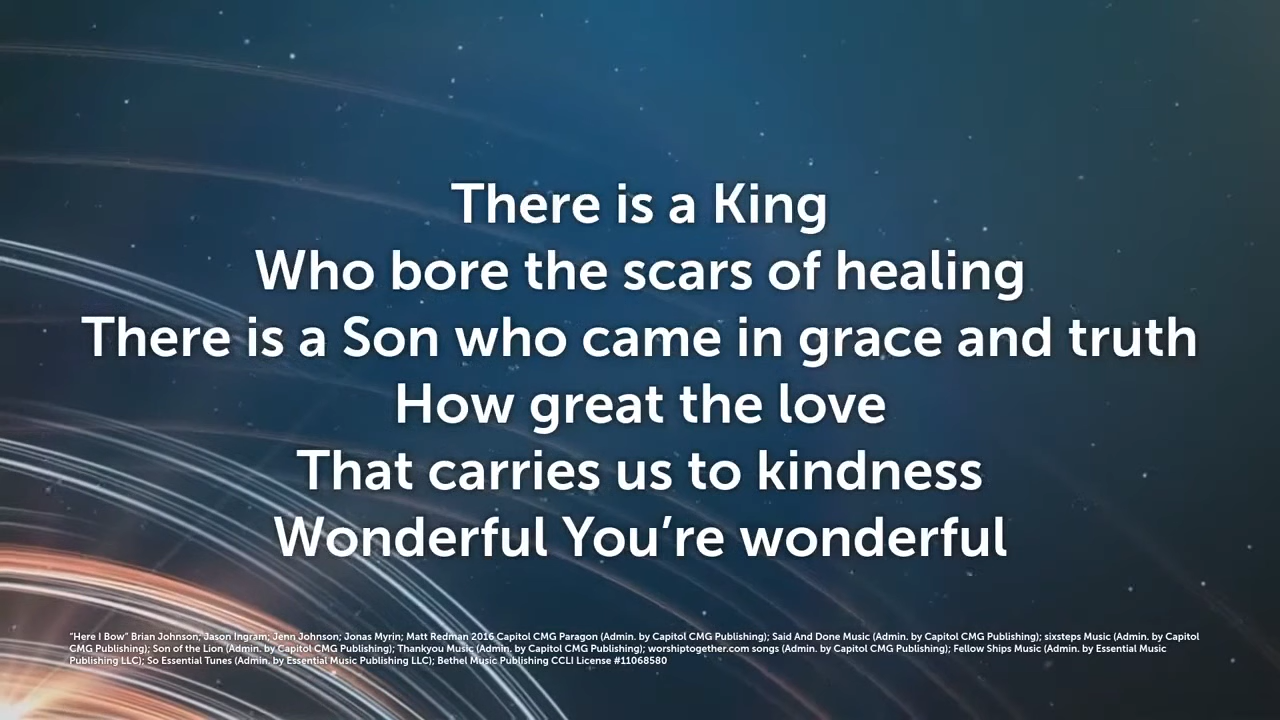 There is a King
Who bore the scars of healing
There is a Son who came in grace and truth
How great the love
That carries us to kindness
Wonderful You’re wonderful
"Here I Bow" Brian Johnson; Jason Ingram; Jenn Johnson; Jonas Myrin; Matt Redman 2016 Capitol CMG Paragon (Admin. by Capitol CMG Publishing); Said And Done Music (Admin. by Capitol CMG Publishing); sixsteps Music (Admin. by Capitol
CMG Publishing); Son of the Lion (Admin. by Capitol CMG Publishing); Thankyou Music (Admin. by Capitol CMG Publishing); worshiptogether.com songs (Admin. by Capitol CMG Publishing); Fellow Ships Music (Admin. by Essential Music
Publishing LLC); So Essential Tunes (Admin. by Essential Music Publishing LLC); Bethel Music Publishing CCLI License #11068580